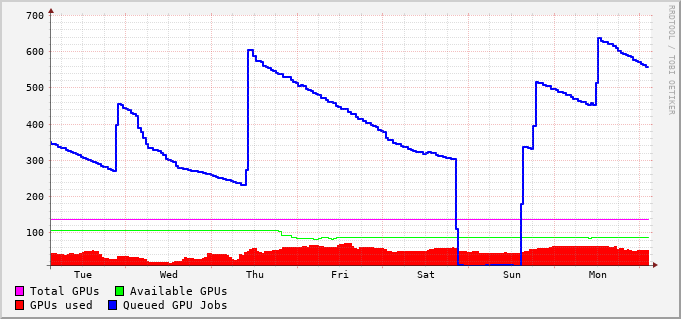 700
600
500
400
300
200
100
Tue Wed Thu Fri Sat Sun Mon
Total GPUs Available GPUs
GPUs used Queued GPU Jobs
RRDTOOL / TOBI OETIKER